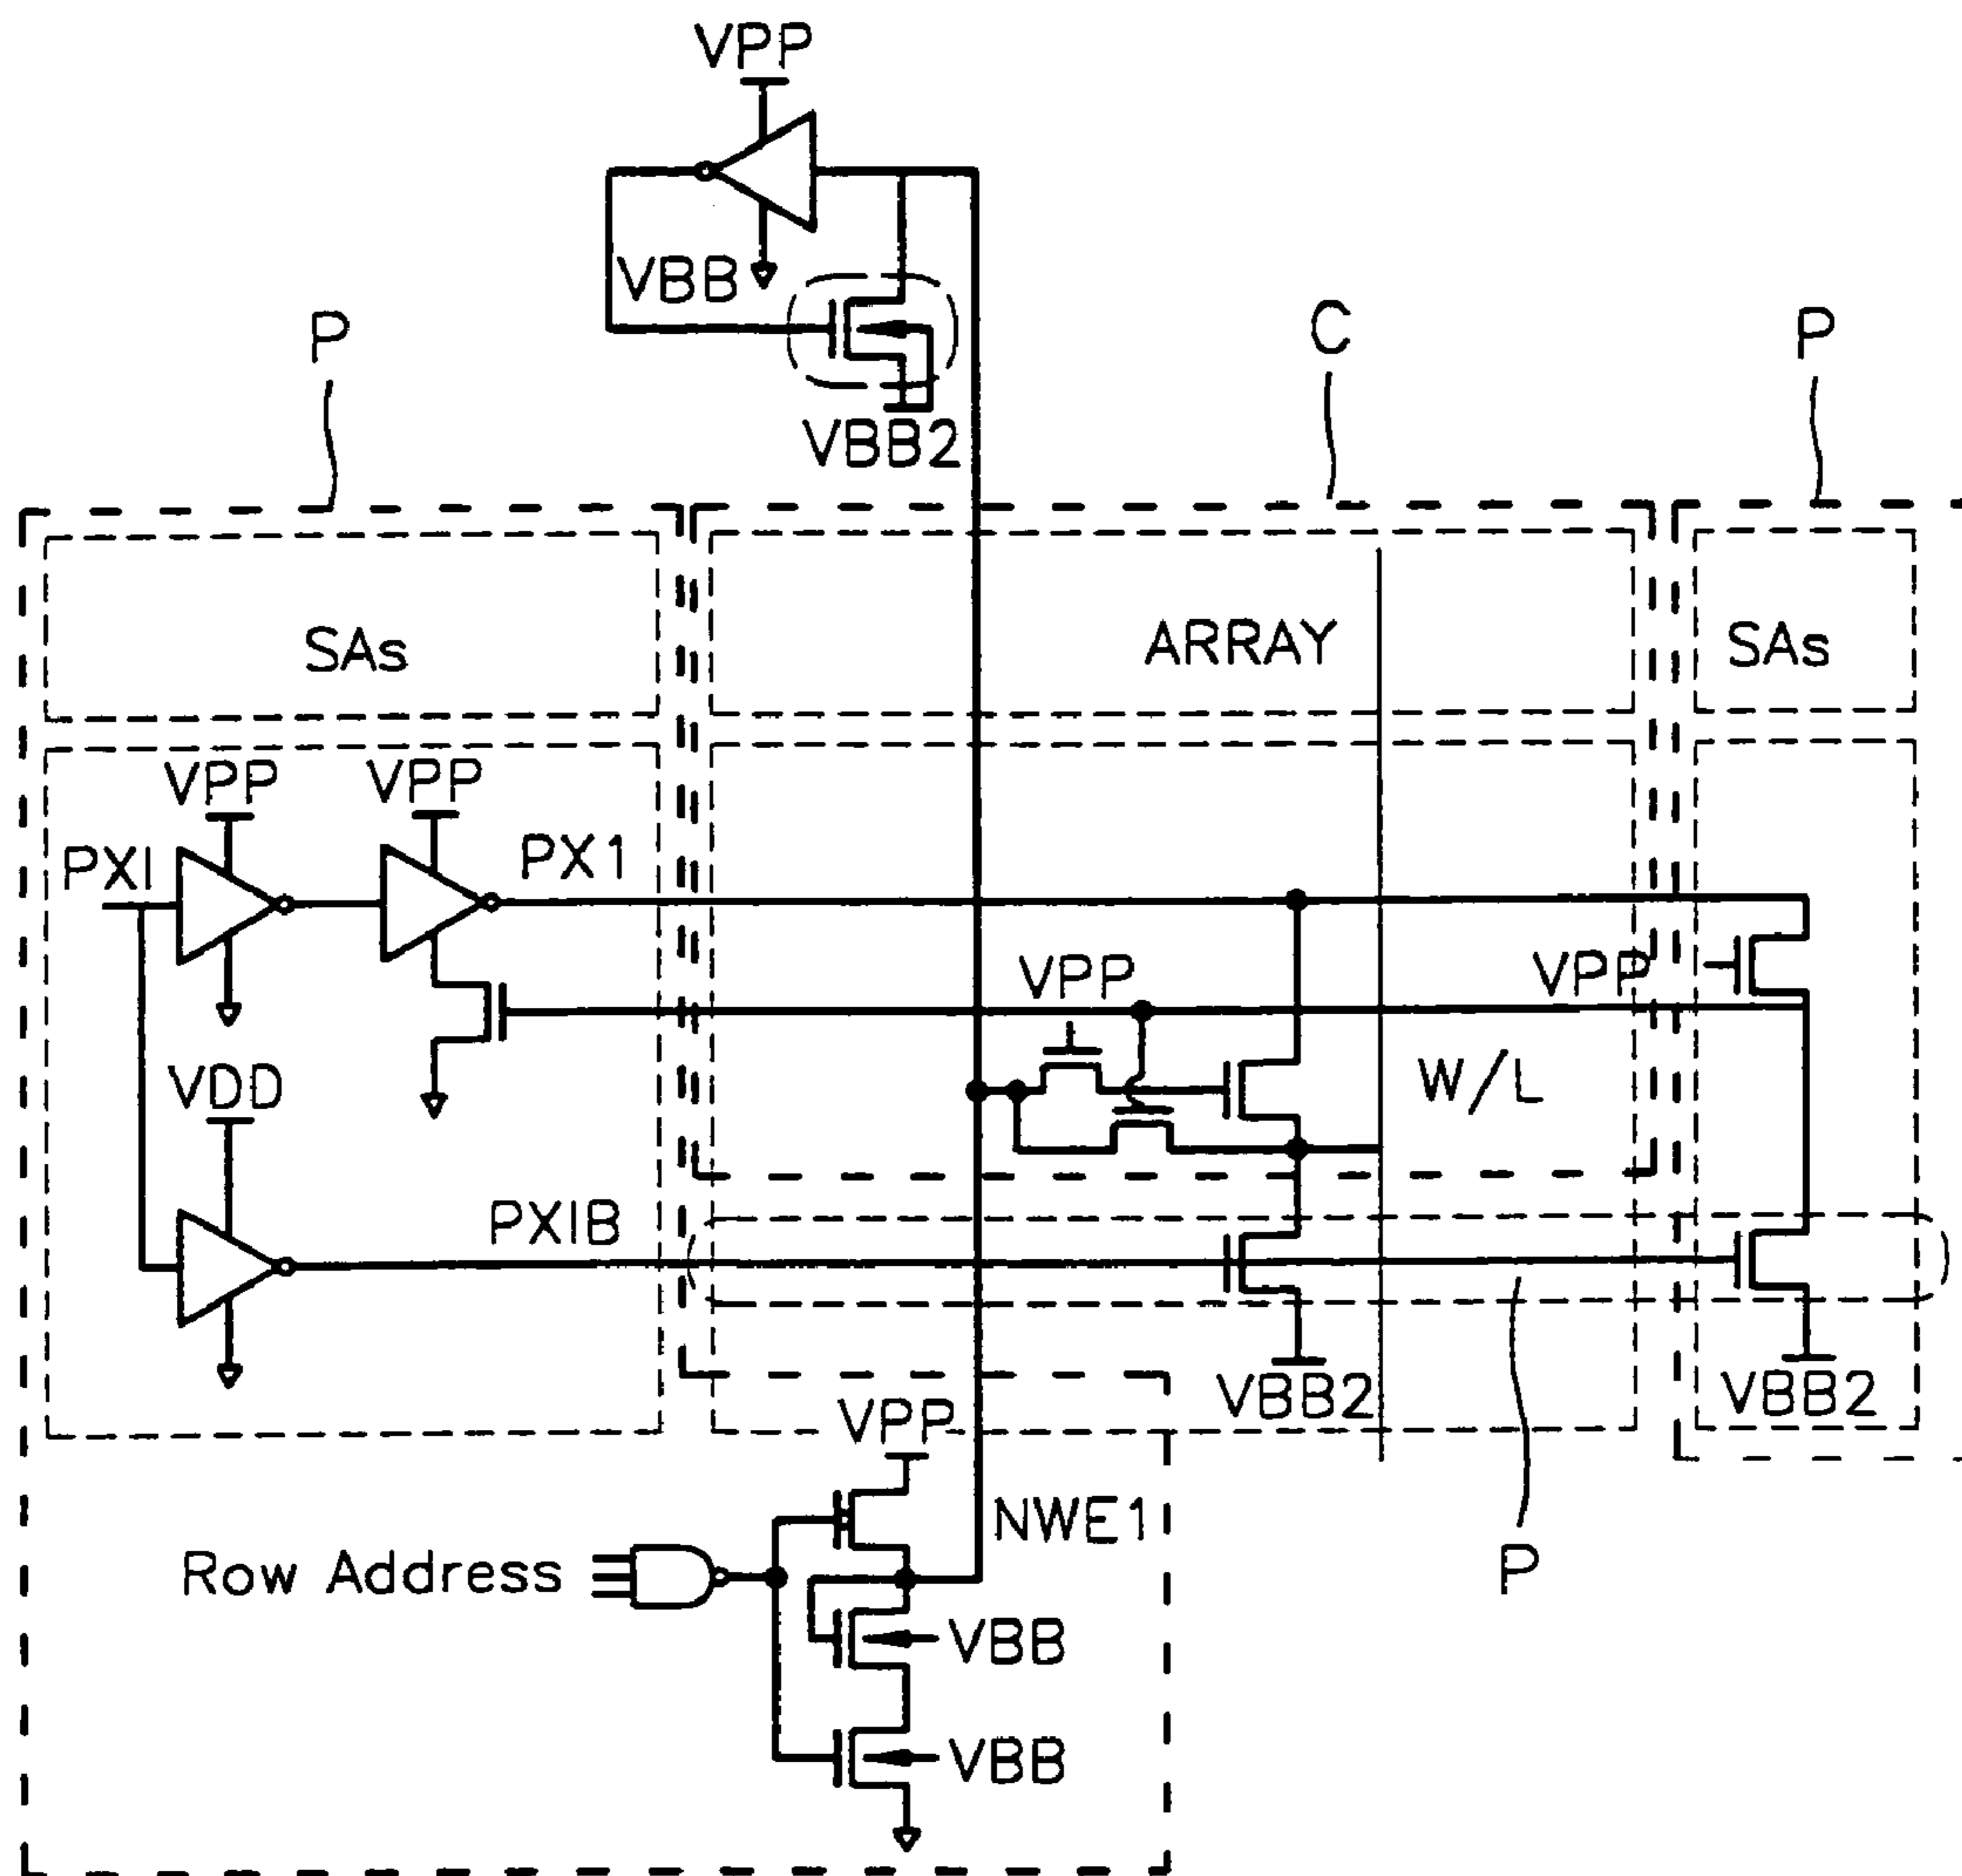 VPP
VBB
VBB2
P
C
P
SAs
ARRAY
SAs
VPP
VPP
PXI
PX1
VPP
VPP
VDD
W/L
PXIB
VBB2
VBB2
VPP
NWE1
Row Address
P
VBB
VBB